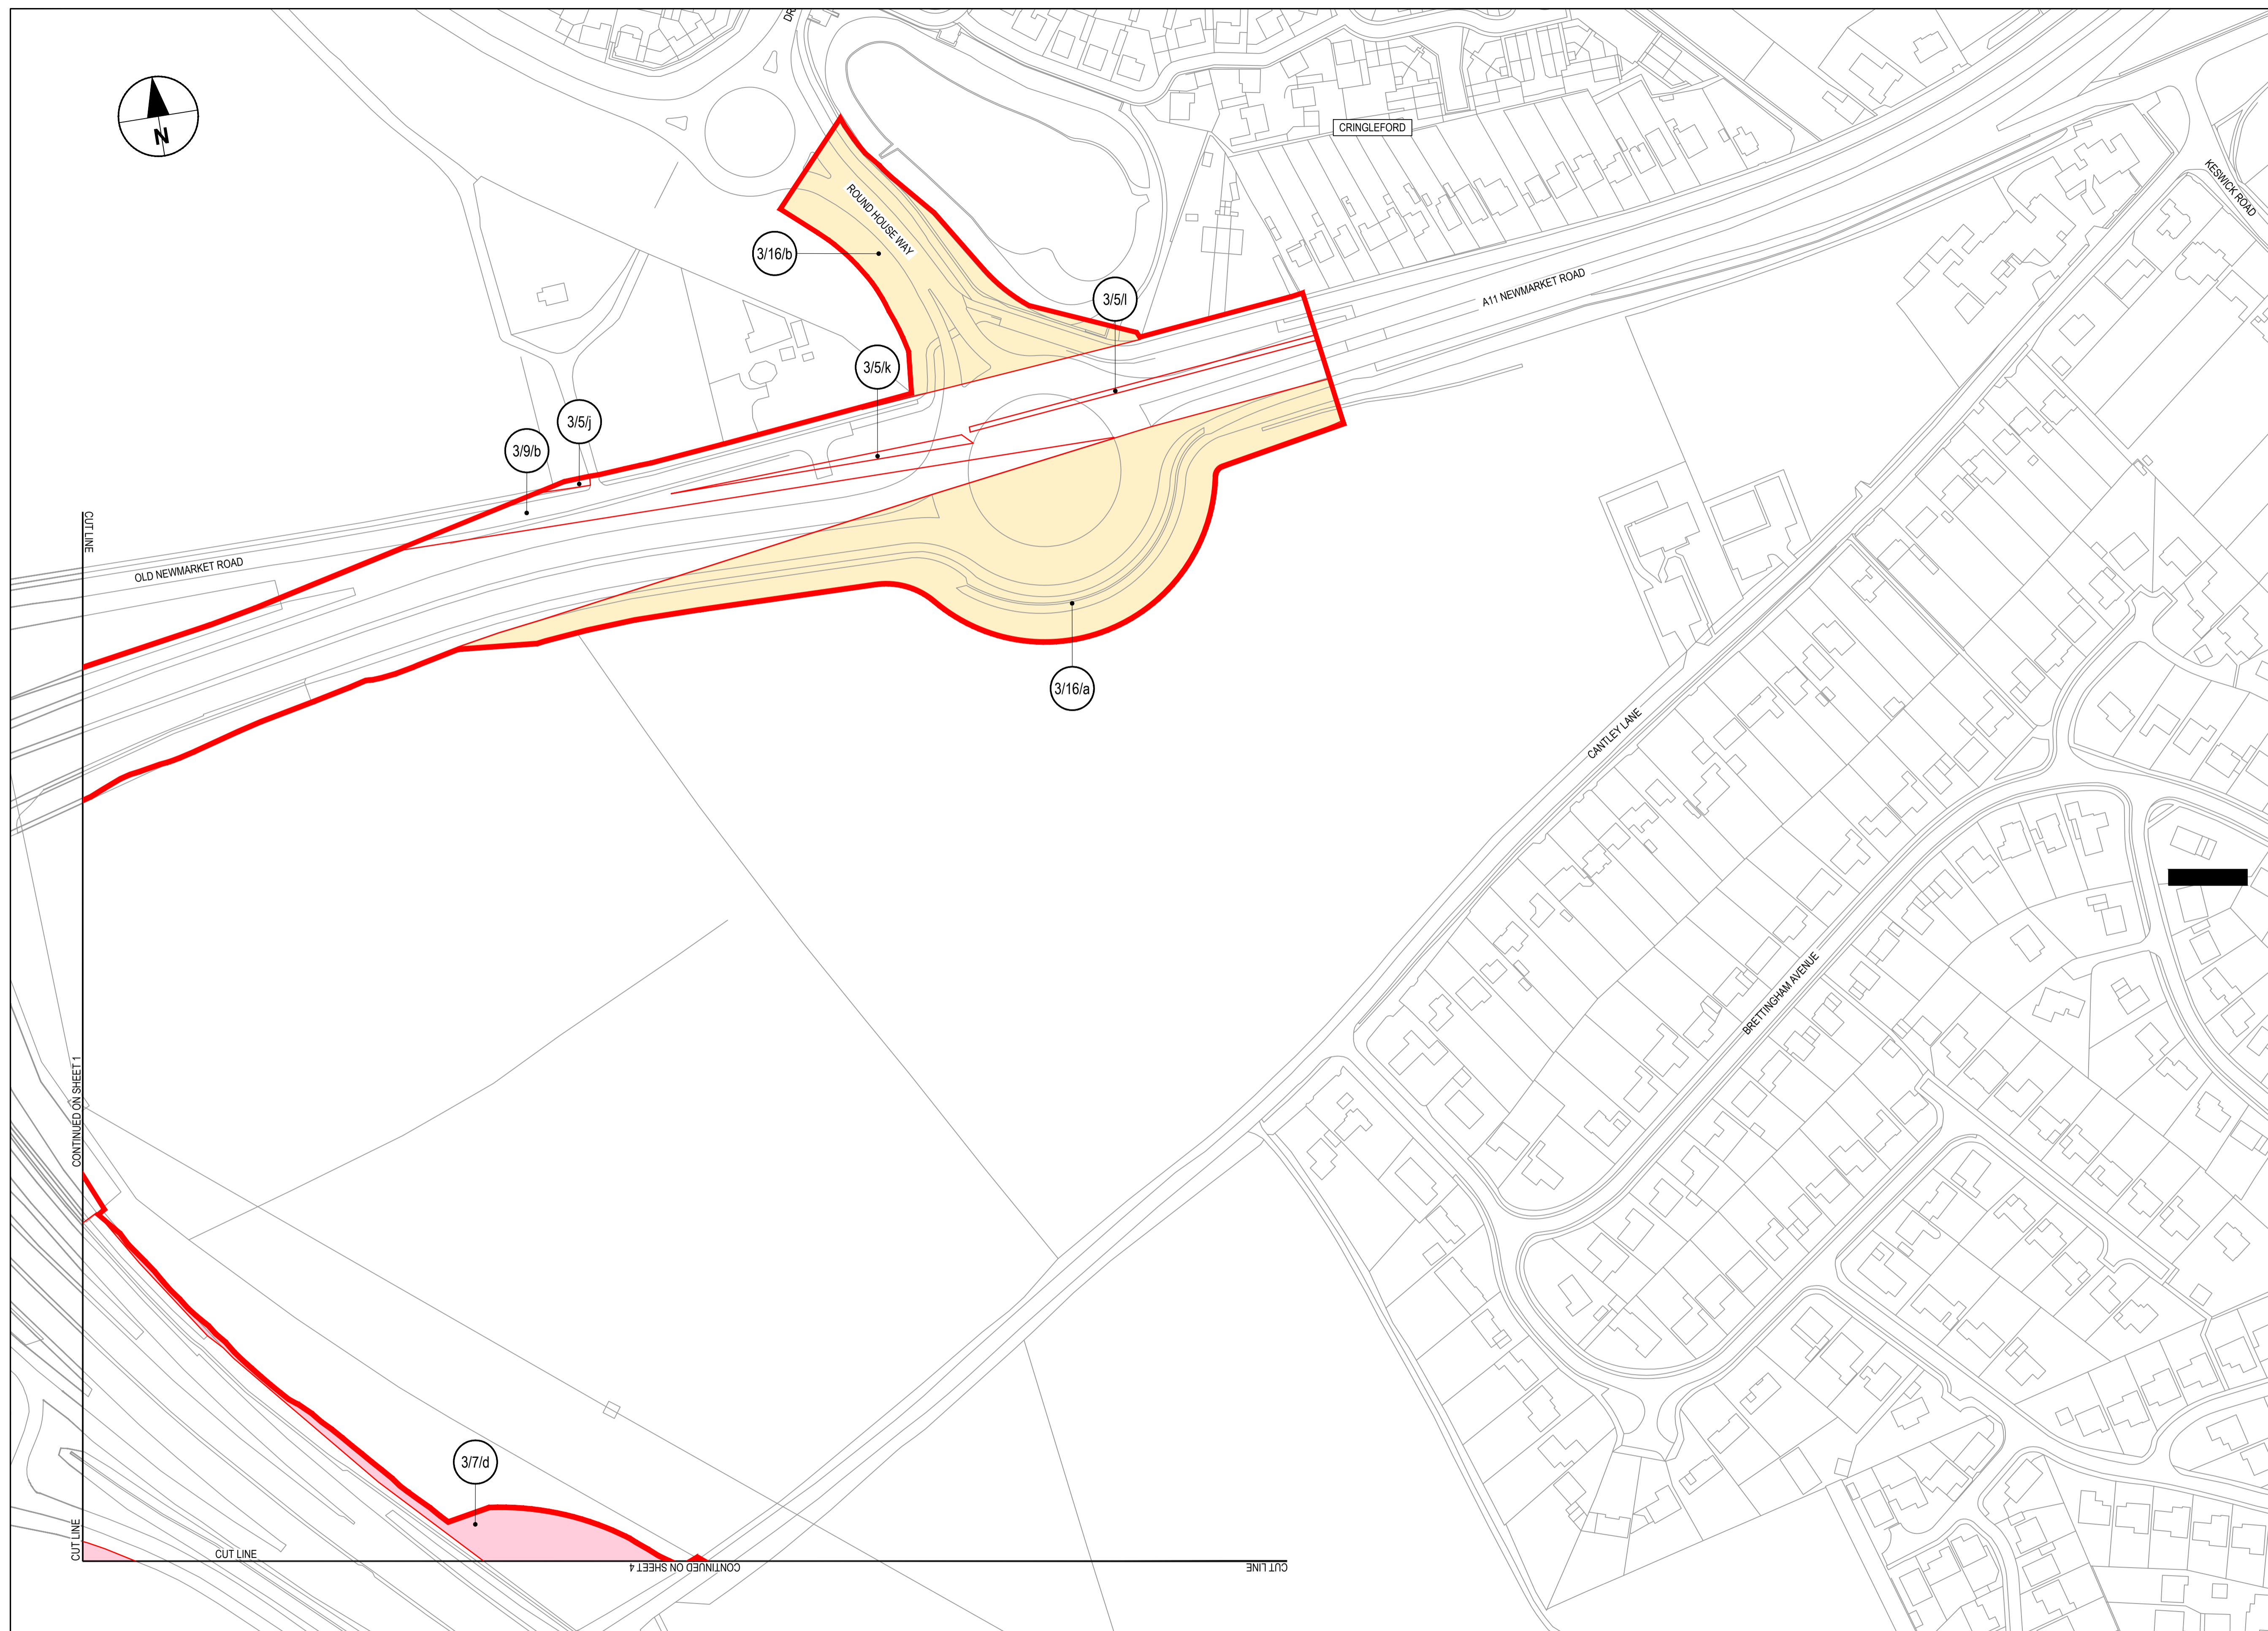 DR
N
CRINGLEFORD
KESWICK ROAD
ROUND HOUSE WAY
3/16/b
3/5/l
A11 NEWMARKET ROAD
3/5/k
3/5/j
3/9/b
CUT LINE
OLD NEWMARKET ROAD
3/16/a
CANTLEY LANE
BRETTINGHAM AVENUE
CONTINUED ON SHEET 1
3/7/d
CUT LINE
CUT LINE
CONTINUED ON SHEET 4
CUT LINE